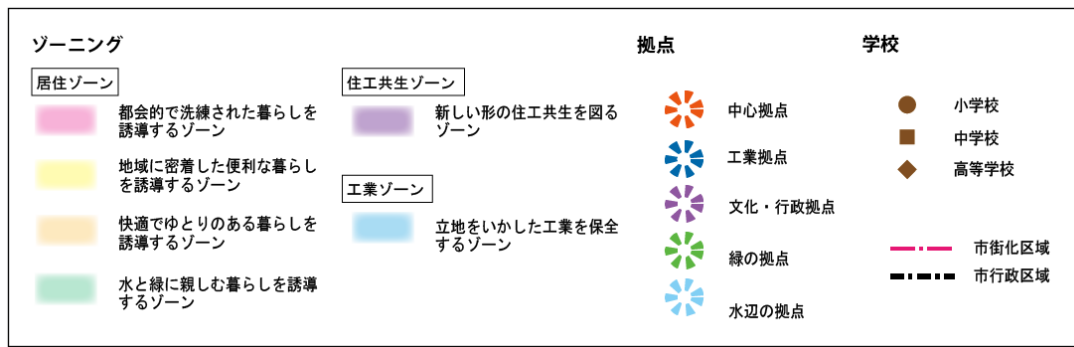 ゾーニング
居住ゾーン
都会的で洗練された暮らしを
誘導するゾーン
地域に密着した便利な暮らし
を誘導するゾーン
快適でゆとりのある暮らしを
誘導するゾーン
水と緑に親しむ暮らしを誘導
するゾーン
住工共生ゾーン
新しい形の住工共生を図る
ゾーン
工業ゾーン
立地をいかした工業を保全
するゾーン
拠点
中心拠点
工業拠点
文化・行政拠点
緑の拠点
水辺の拠点
学校
小学校
中学校
高等学校
市街化区域
市行政区域